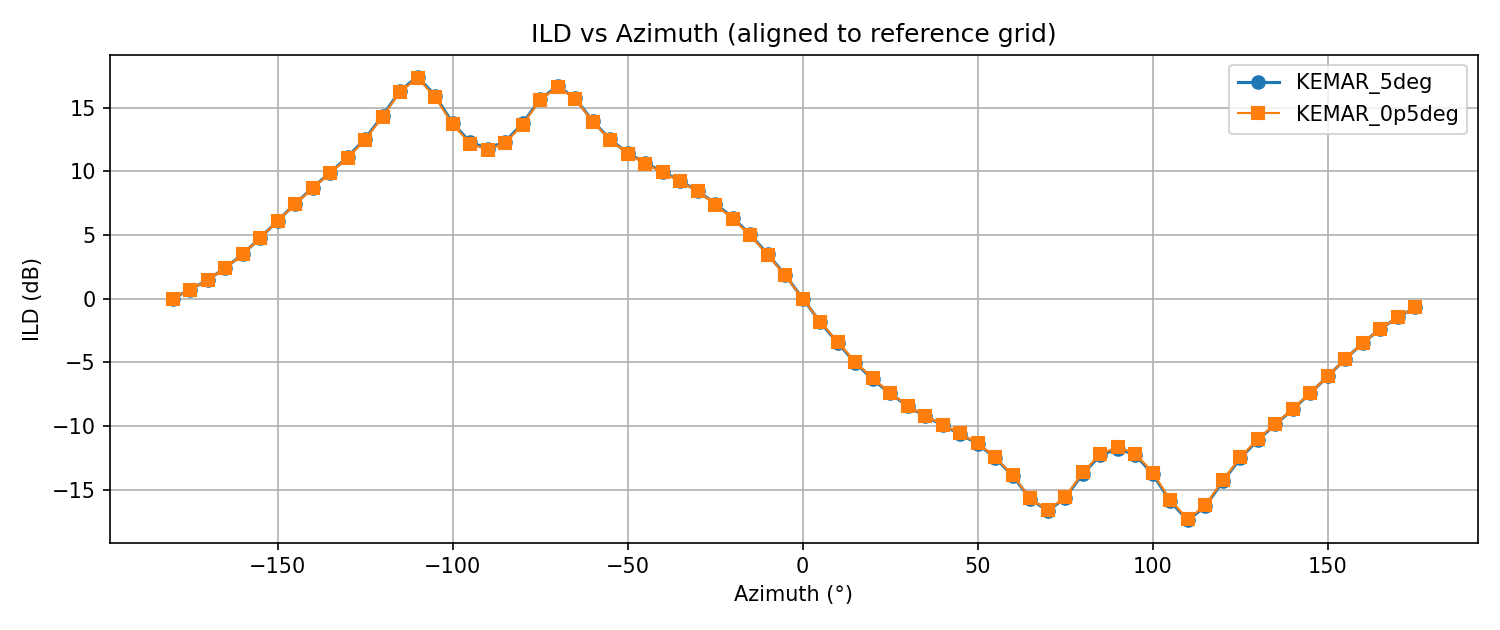 ILD vs Azimuth (aligned to reference grid)
KEMAR_5deg
KEMAR_0p5deg
ILD (dB)
15
10
5
0
−5
−10
−15
−150
−100
−50
0
50
100
150
Azimuth (°)